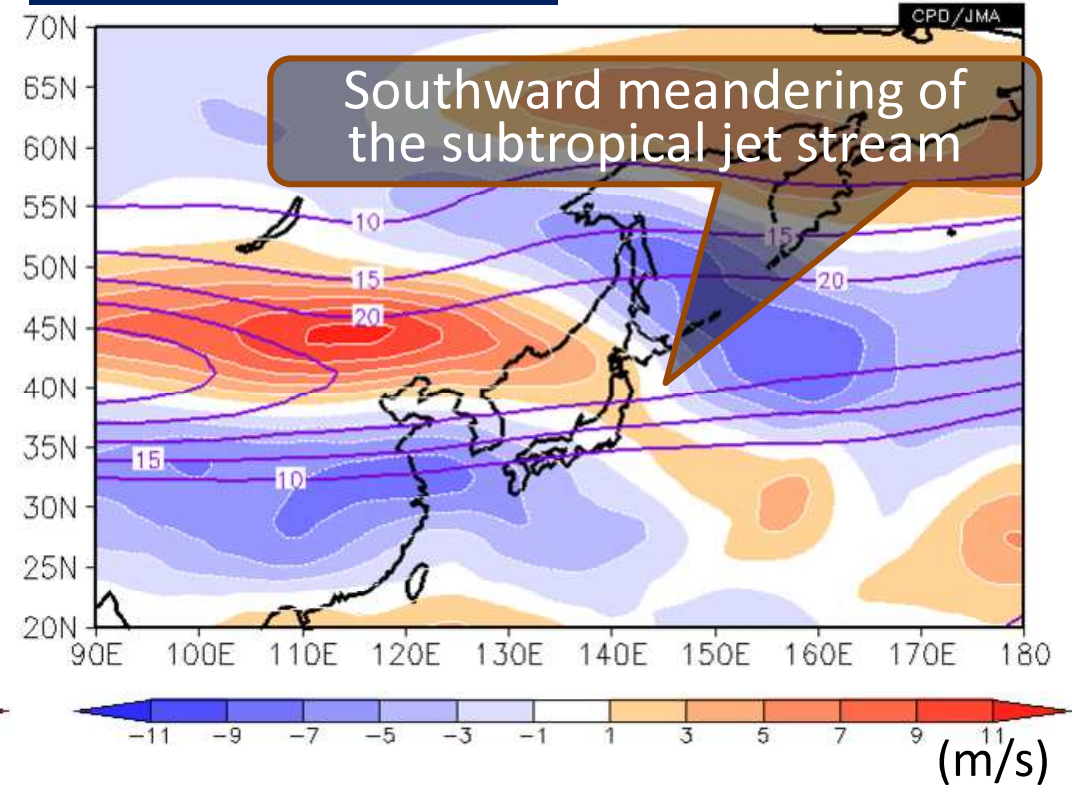 CPD/JMA
70N
Southward meandering of
the subtropical jet stream
65N
60N
55N
10
15
50N
15
20
20
45N
40N
35N
15
10
30N
25N
20N
90E 100E 110E 120E 130E 140E 150E 160E 170E 180
-11 -9 -7 -5 -3 -1 1 3 5 7 9 11
(m/s)